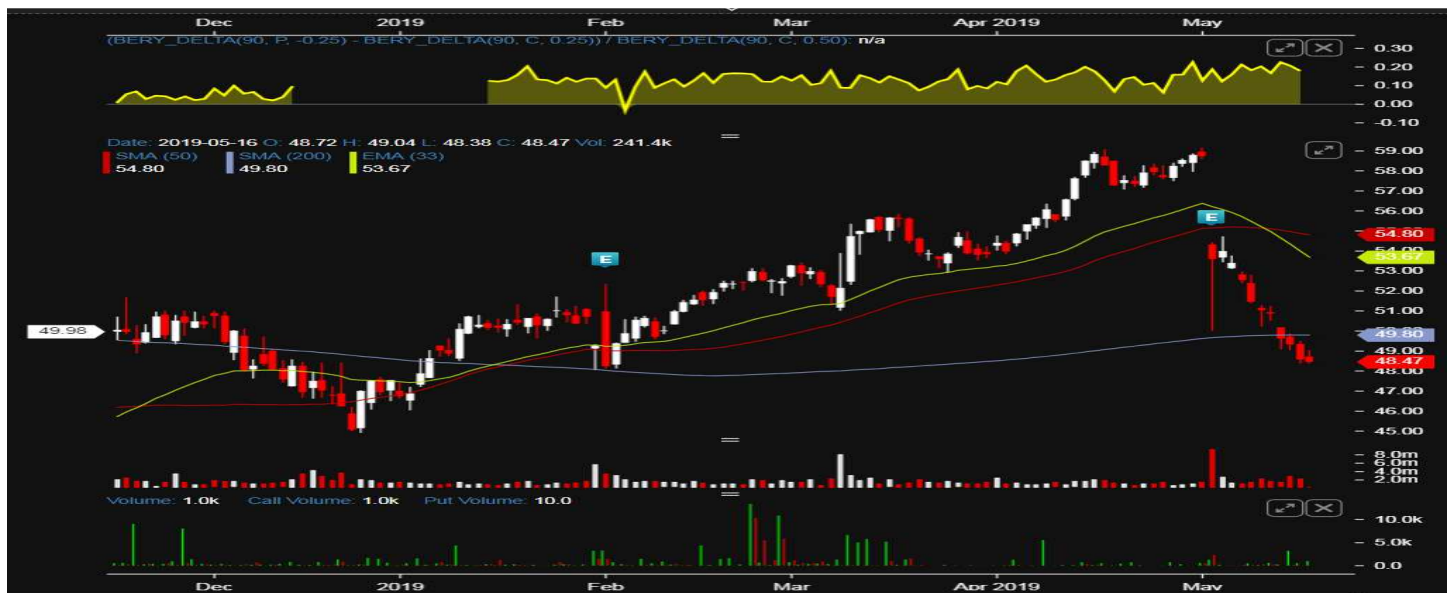 Dec 2019 Feb Mar Apr 2019 May
(BERY_DELTA(90, P, -0.25) - BERY_DELTA(90, C, 0.25)) / BERY_DELTA(90, C, 0.50): n/a
0.30
0.20
0.10
0.00
-0.10
Date: 2019-05-16 O: 48.72 H: 49.04 L: 48.38 C: 48.47 Vol: 241.4k
SMA (50) SMA (200) EMA (33)
54.80 49.80 53.67
59.00
58.00
57.00
56.00
E
54.80
54.00
E
53.67
53.00
52.00
51.00
49.98
49.80
49.00
48.47
48.00
47.00
46.00
45.00
8.0m
6.0m
4.0m
2.0m
Volume: 1.0k Call Volume: 1.0k Put Volume: 10.0
10.0k
5.0k
0.0
Dec 2019 Feb Mar Apr 2019 May